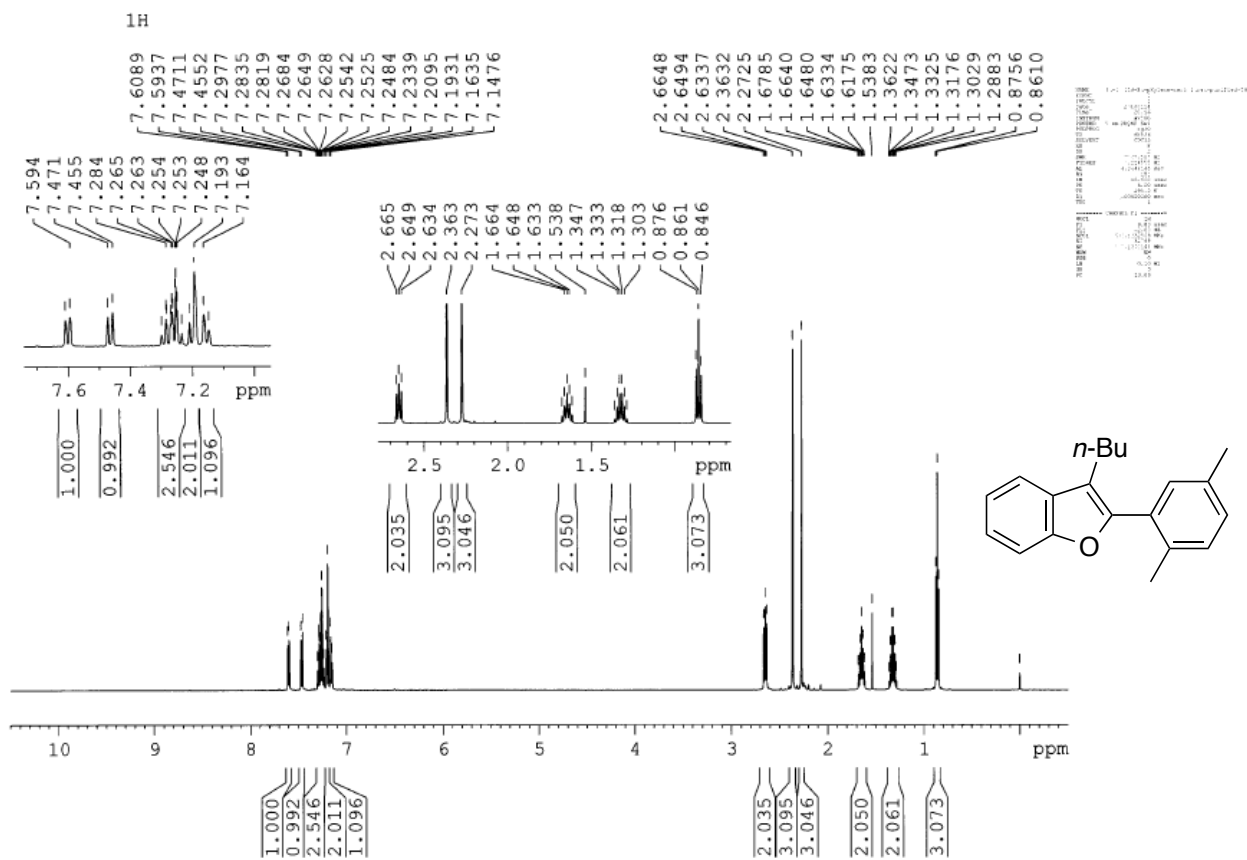 1H
7.6089 7.5937 7.4711 7.4552 7.2977 7.2835 7.2819 7.2684 7.2649 7.2628 7.2542 7.2525 7.2484 7.2339 7.2095 7.1931 7.1635 7.1476
2.6648 2.6494 2.6337 2.3632 2.2725 1.6785 1.6640 1.6480 1.6334 1.6175 1.5383 1.3622 1.3473 1.3325 1.3176 1.3029 1.2883 0.8756 0.8610
7.594 7.471 7.455 7.284 7.265 7.263 7.254 7.253 7.248 7.193 7.164
2.665 2.649 2.634 2.363 2.273 1.664 1.648 1.633 1.538 1.347 1.333 1.318 1.303 0.876 0.861 0.846
7.6 7.4 7.2 ppm
1.000 0.992 2.546 2.011 1.096
2.5 2.0 1.5 ppm
2.035 3.095 3.046 2.050 2.061 3.073
n-Bu
O
10 9 8 7 6 5 4 3 2 1 ppm
1.000 0.992 2.546 2.011 1.096 2.035 3.095 3.046 2.050 2.061 3.073